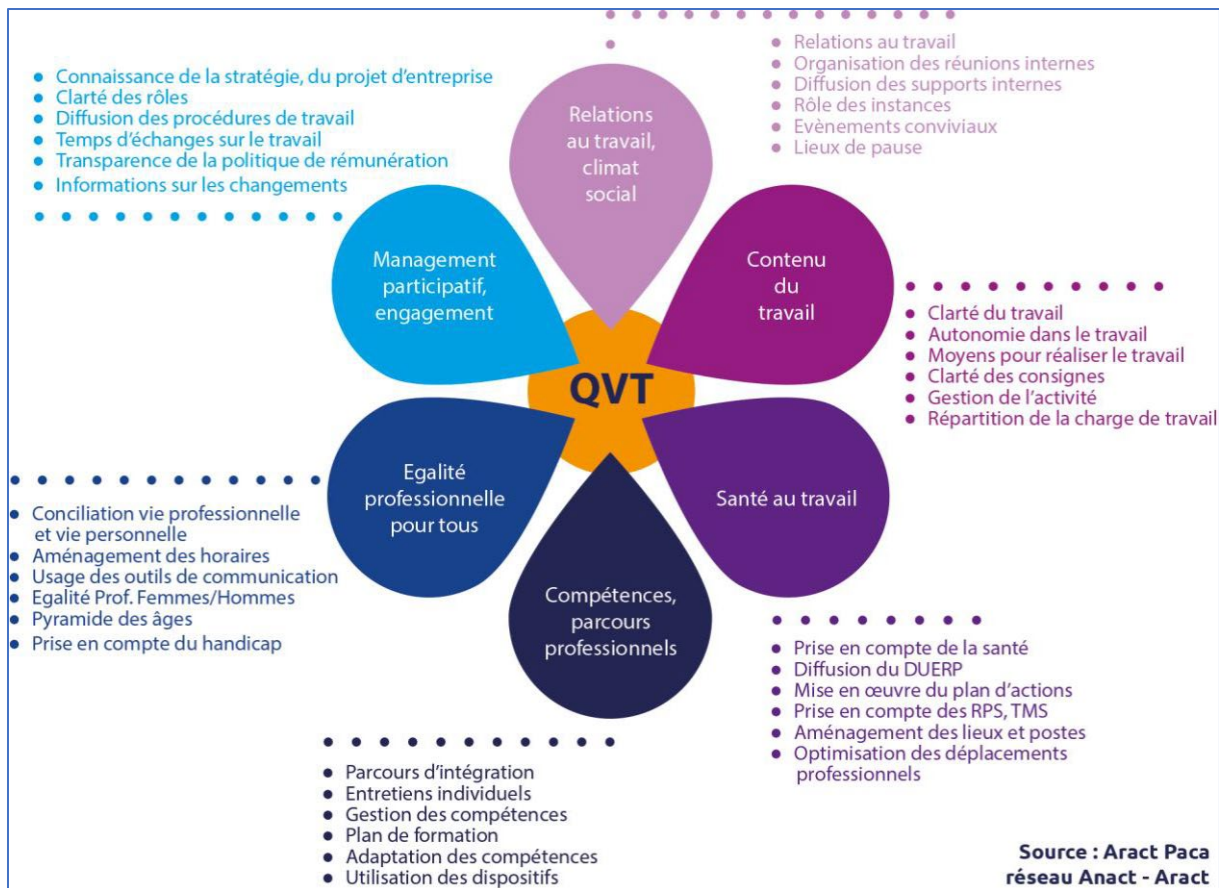 • Connaissance de la stratégie, du projet d'entreprise
• Clarté des rôles
• Diffusion des procédures de travail
• Temps d'échanges sur le travail
• Transparence de la politique de rémunération
• Informations sur les changements
Relations
au travail,
climat
social
• Relations au travail
• Organisation des réunions internes
• Diffusion des supports internes
• Rôle des instances
• Evènements conviviaux
• Lieux de pause
Management
participatif,
engagement
Contenu
du
travail
• Clarté du travail
• Autonomie dans le travail
• Moyens pour réaliser le travail
• Clarté des consignes
• Gestion de l'activité
• Répartition de la charge de travail
QVT
Egalité
professionnelle
pour tous
Santé au travail
• Conciliation vie professionnelle
et vie personnelle
• Aménagement des horaires
• Usage des outils de communication
• Egalité Prof. Femmes/Hommes
• Pyramide des âges
• Prise en compte du handicap
Compétences,
parcours
professionnels
• Prise en compte de la santé
• Diffusion du DUERP
• Mise en œuvre du plan d'actions
• Prise en compte des RPS, TMS
• Aménagement des lieux et postes
• Optimisation des déplacements
professionnels
• Parcours d'intégration
• Entretiens individuels
• Gestion des compétences
• Plan de formation
• Adaptation des compétences
• Utilisation des dispositifs
Source : Aract Paca
réseau Anact - Aract